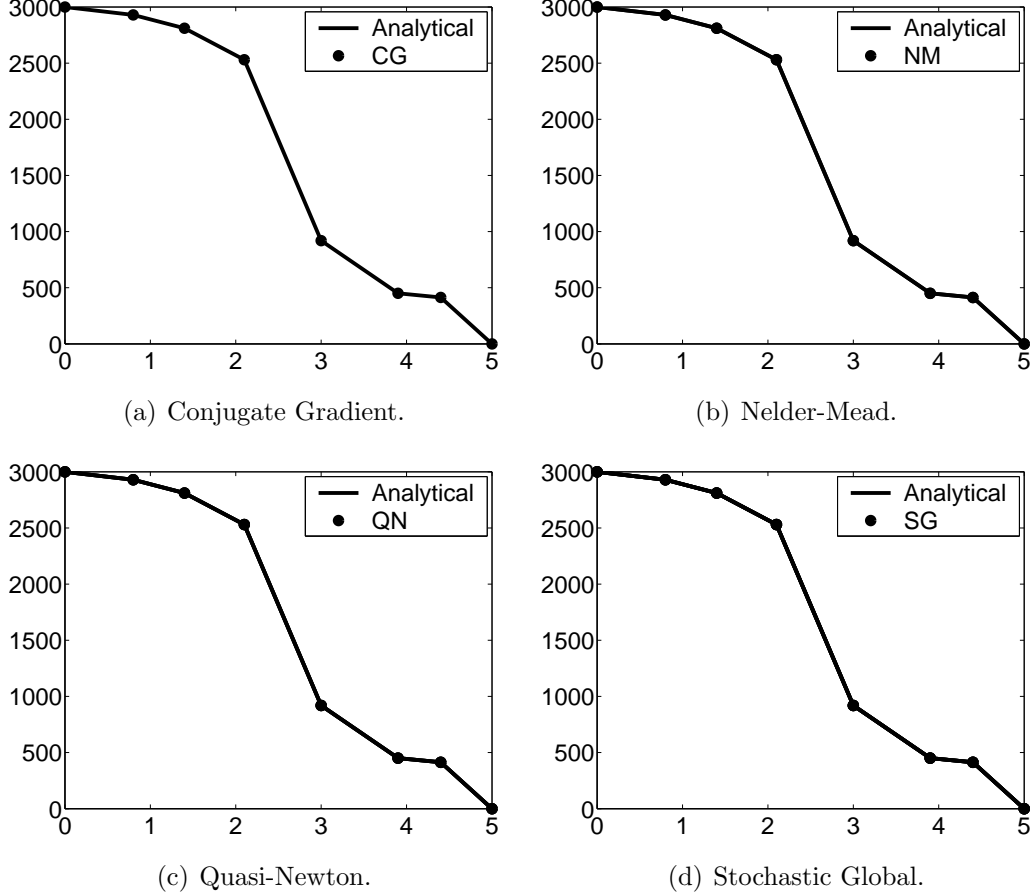 3000
2500
2000
1500
1000
500
0
0 1 2 3 4 5
Analytical
CG
(a) Conjugate Gradient.
3000
2500
2000
1500
1000
500
0
0 1 2 3 4 5
Analytical
NM
(b) Nelder-Mead.
3000
2500
2000
1500
1000
500
0
0 1 2 3 4 5
Analytical
QN
(c) Quasi-Newton.
3000
2500
2000
1500
1000
500
0
0 1 2 3 4 5
Analytical
SG
(d) Stochastic Global.